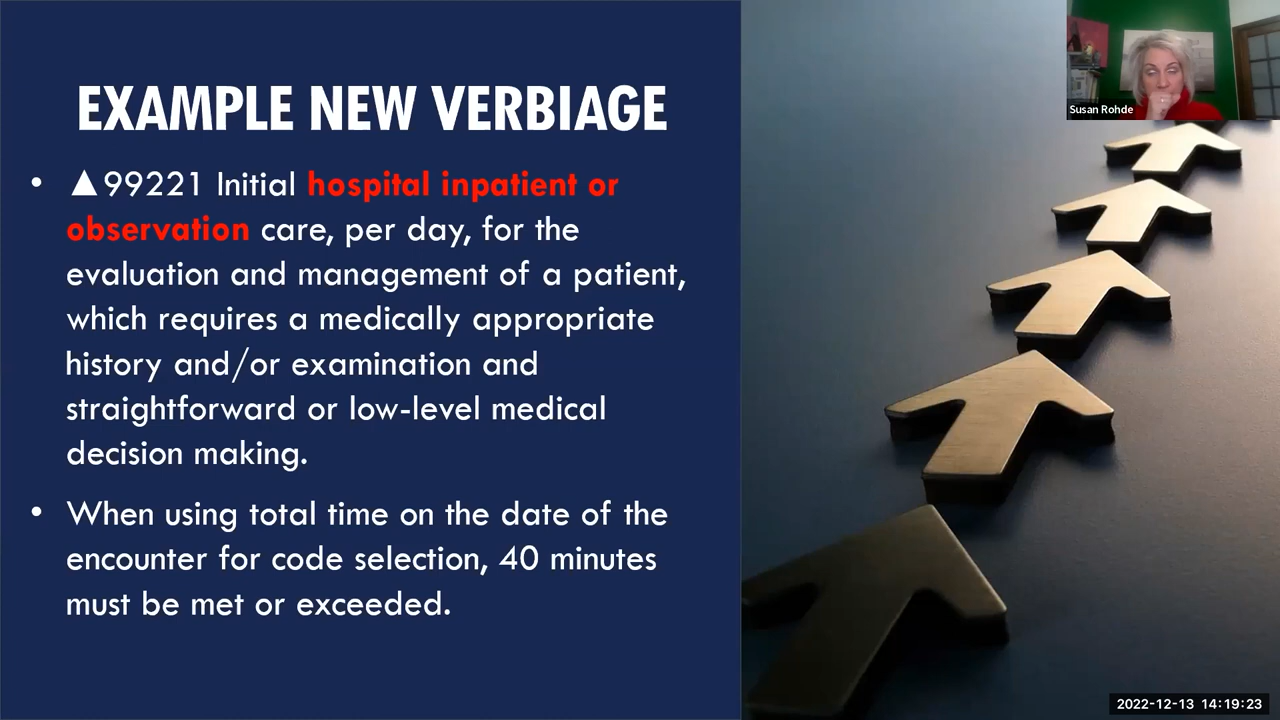 EXAMPLE NEW VERBIAGE
• ▲99221 Initial hospital inpatient or
observation care, per day, for the
evaluation and management of a patient,
which requires a medically appropriate
history and/or examination and
straightforward or low-level medical
decision making.
• When using total time on the date of the
encounter for code selection, 40 minutes
must be met or exceeded.
Susan Rohde
2022-12-13 14:19:23